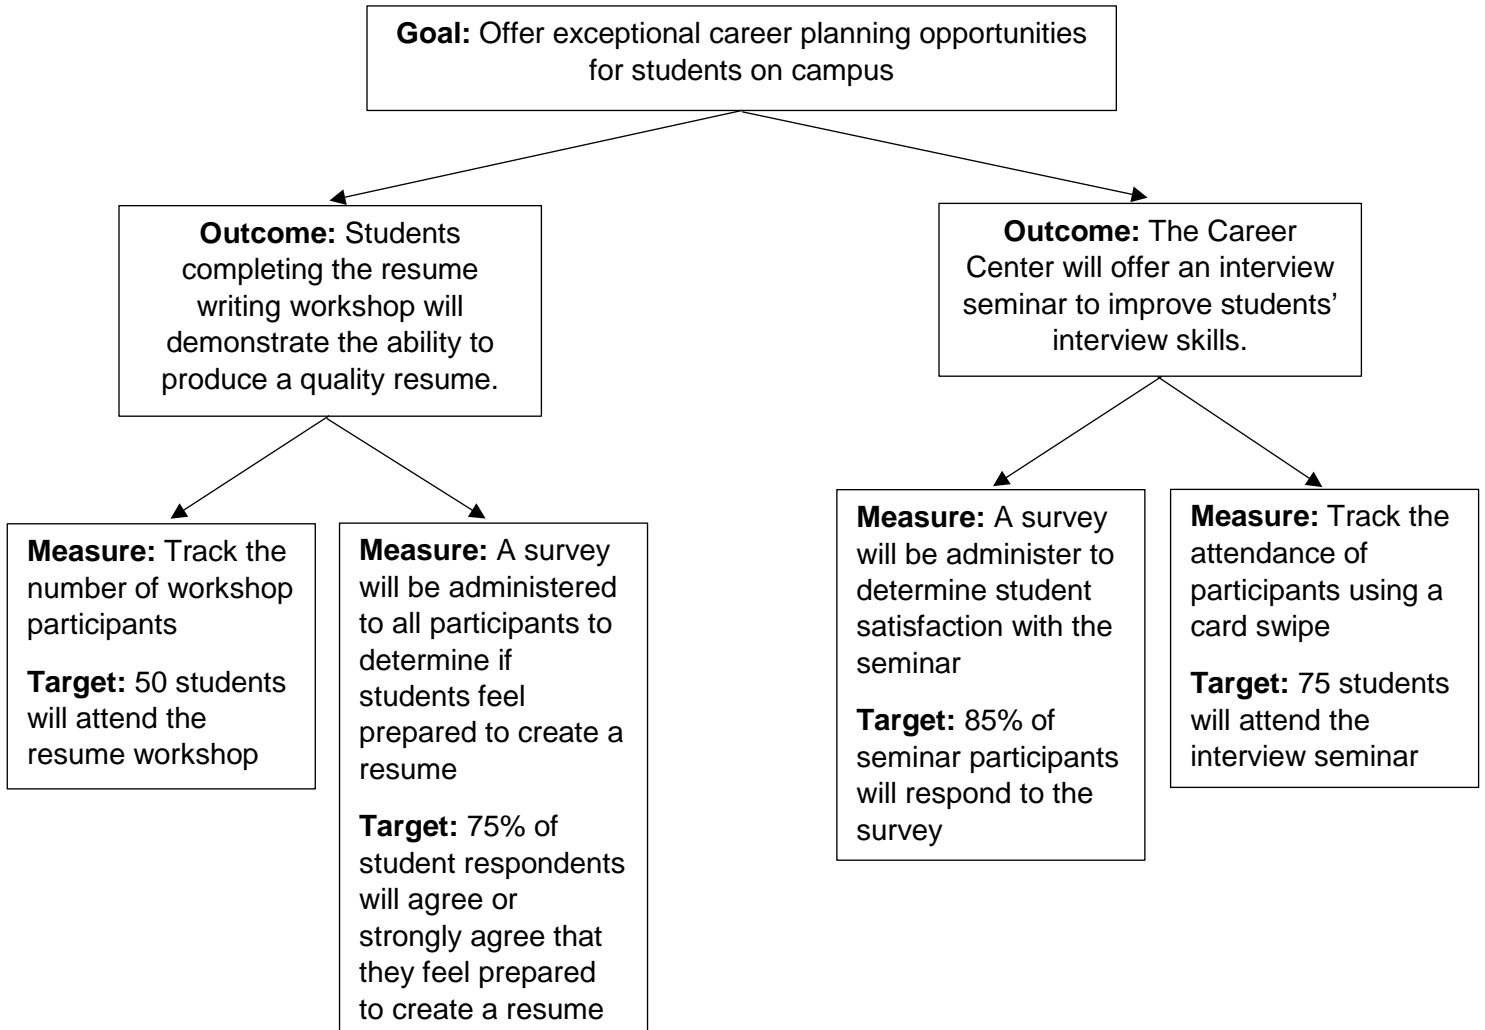 Goal: Offer exceptional career planning opportunities
for students on campus
Outcome: Students
completing the resume
writing workshop will
demonstrate the ability to
produce a quality resume.
Outcome: The Career
Center will offer an interview
seminar to improve students’
interview skills.
Measure: Track the
number of workshop
participants
Target: 50 students
will attend the
resume workshop
Measure: A survey
will be administered
to all participants to
determine if
students feel
prepared to create a
resume
Target: 75% of
student respondents
will agree or
strongly agree that
they feel prepared
to create a resume
Measure: A survey
will be administer to
determine student
satisfaction with the
seminar
Target: 85% of
seminar participants
will respond to the
survey
Measure: Track the
attendance of
participants using a
card swipe
Target: 75 students
will attend the
interview seminar